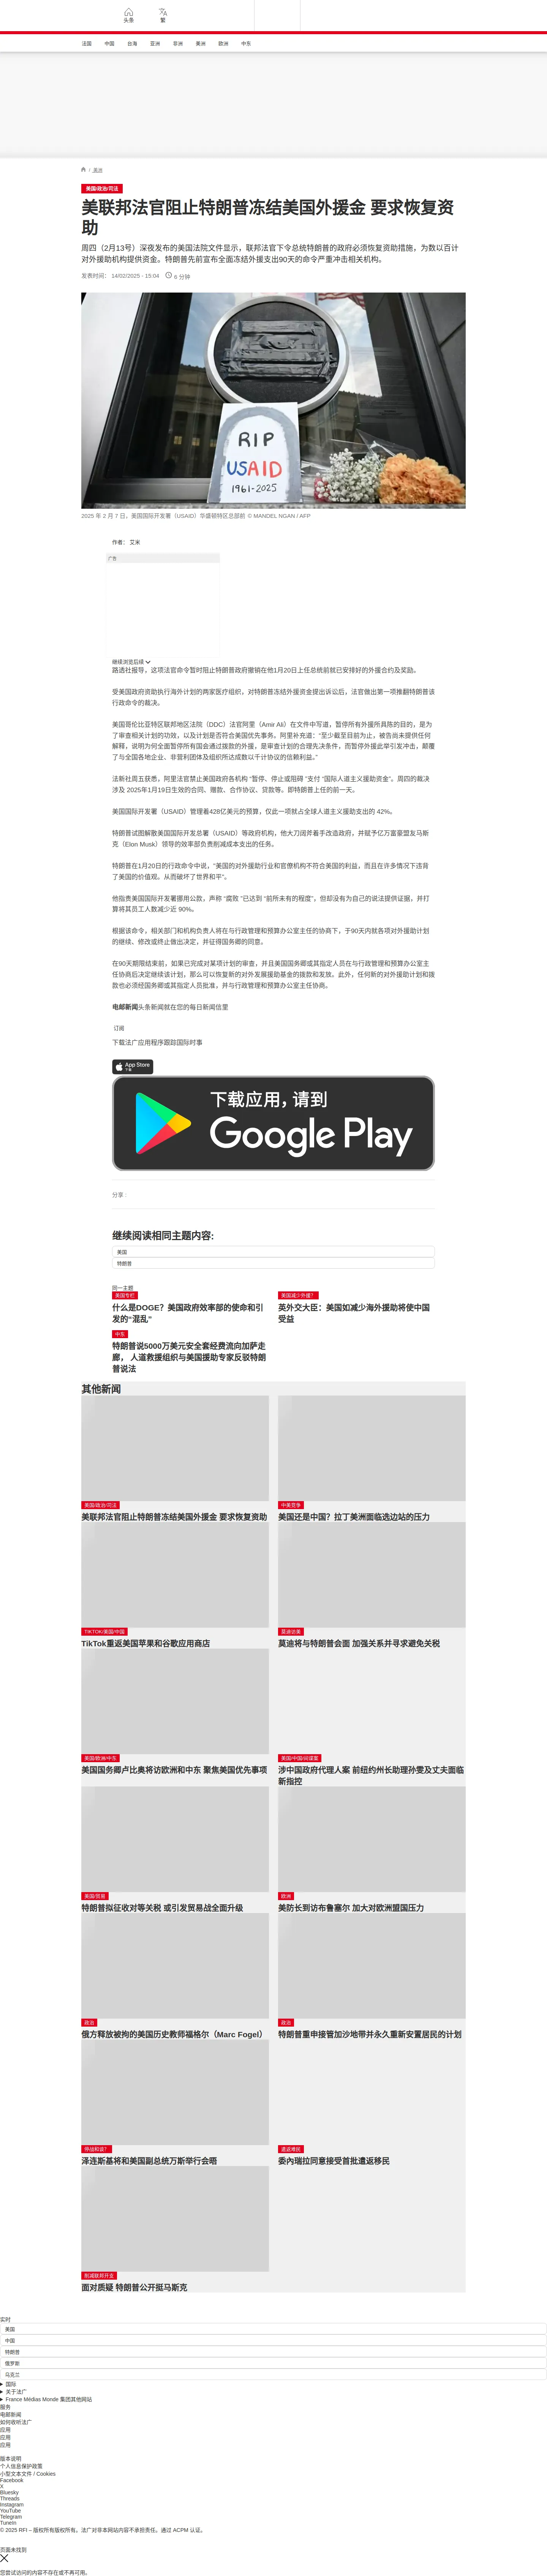 头条
繁
法国
中国
台海
亚洲
非洲
美洲
欧洲
中东
/ 美洲
美国/政治/司法
美联邦法官阻止特朗普冻结美国外援金 要求恢复资
助
周四（2月13号）深夜发布的美国法院文件显示，联邦法官下令总统特朗普的政府必须恢复资助措施，为数以百计
对外援助机构提供资金。特朗普先前宣布全面冻结外援支出90天的命令严重冲击相关机构。
发表时间： 14/02/2025 - 15:04 6 分钟
RIP
USAID
1961-2025
2025 年 2 月 7 日，美国国际开发署（USAID）华盛顿特区总部前 © MANDEL NGAN / AFP
作者： 艾米
广告
继续浏览后续
路透社报导，这项法官命令暂时阻止特朗普政府撤销在他1月20日上任总统前就已安排好的外援合约及奖励。
受美国政府资助执行海外计划的两家医疗组织，对特朗普冻结外援资金提出诉讼后，法官做出第一项推翻特朗普该
行政命令的裁决。
美国哥伦比亚特区联邦地区法院（DDC）法官阿里（Amir Ali）在文件中写道，暂停所有外援所具陈的目的，是为
了审查相关计划的功效，以及计划是否符合美国优先事务。阿里补充道：“至少截至目前为止，被告尚未提供任何
解释，说明为何全面暂停所有国会通过拨款的外援，是审查计划的合理先决条件，而暂停外援此举引发冲击，颠覆
了与全国各地企业、非营利团体及组织所达成数以千计协议的信赖利益。”
法新社周五获悉，阿里法官禁止美国政府各机构 “暂停、停止或阻碍 ”支付 “国际人道主义援助资金”。周四的裁决
涉及 2025年1月19日生效的合同、赠款、合作协议、贷款等。即特朗普上任的前一天。
美国国际开发署（USAID）管理着428亿美元的预算，仅此一项就占全球人道主义援助支出的 42%。
特朗普试图解散美国国际开发总署（USAID）等政府机构，他大刀阔斧着手改造政府，并赋予亿万富豪盟友马斯
克（Elon Musk）领导的效率部负责削减成本支出的任务。
特朗普在1月20日的行政命令中说，“美国的对外援助行业和官僚机构不符合美国的利益，而且在许多情况下违背
了美国的价值观。从而破坏了世界和平”。
他指责美国国际开发署挪用公款，声称 “腐败 ”已达到 “前所未有的程度”，但却没有为自己的说法提供证据，并打
算将其员工人数减少近 90%。
根据该命令，相关部门和机构负责人将在与行政管理和预算办公室主任的协商下，于90天内就各项对外援助计划
的继续、修改或终止做出决定，并征得国务卿的同意。
在90天期限结束前，如果已完成对某项计划的审查，并且美国国务卿或其指定人员在与行政管理和预算办公室主
任协商后决定继续该计划，那么可以恢复新的对外发展援助基金的拨款和发放。此外，任何新的对外援助计划和拨
款也必须经国务卿或其指定人员批准，并与行政管理和预算办公室主任协商。
电邮新闻头条新闻就在您的每日新闻信里
订阅
下载法广应用程序跟踪国际时事
App Store
下载
下载应用，请到
Google Play
分享 :
继续阅读相同主题内容:
美国
特朗普
同一主题
美国专栏
什么是DOGE？美国政府效率部的使命和引
发的“混乱”
美国减少外援？
英外交大臣：美国如减少海外援助将使中国
受益
中东
特朗普说5000万美元安全套经费流向加萨走
廊， 人道救援组织与美国援助专家反驳特朗
普说法
其他新闻
美国/政治/司法
美联邦法官阻止特朗普冻结美国外援金 要求恢复资助
中美竞争
美国还是中国？拉丁美洲面临选边站的压力
TIKTOK/美国/中国
TikTok重返美国苹果和谷歌应用商店
莫迪访美
莫迪将与特朗普会面 加强关系并寻求避免关税
美国/欧洲/中东
美国国务卿卢比奥将访欧洲和中东 聚焦美国优先事项
美国/中国/间谍案
涉中国政府代理人案 前纽约州长助理孙雯及丈夫面临
新指控
美国/贸易
特朗普拟征收对等关税 或引发贸易战全面升级
欧洲
美防长到访布鲁塞尔 加大对欧洲盟国压力
政治
俄方释放被拘的美国历史教师福格尔（Marc Fogel）
政治
特朗普重申接管加沙地带并永久重新安置居民的计划
停战和谈？
泽连斯基将和美国副总统万斯举行会晤
遣返难民
委内瑞拉同意接受首批遣返移民
削减联邦开支
面对质疑 特朗普公开挺马斯克
实时
美国
中国
特朗普
俄罗斯
乌克兰
国际
关于法广
France Médias Monde 集团其他网站
服务
电邮新闻
如何收听法广
应用
应用
应用
版本说明
个人信息保护政策
小型文本文件 / Cookies
Facebook
X
Bluesky
Threads
Instagram
YouTube
Telegram
TuneIn
© 2025 RFI – 版权所有版权所有。法广对非本网站内容不承担责任。通过 ACPM 认证。
页面未找到
您尝试访问的内容不存在或不再可用。